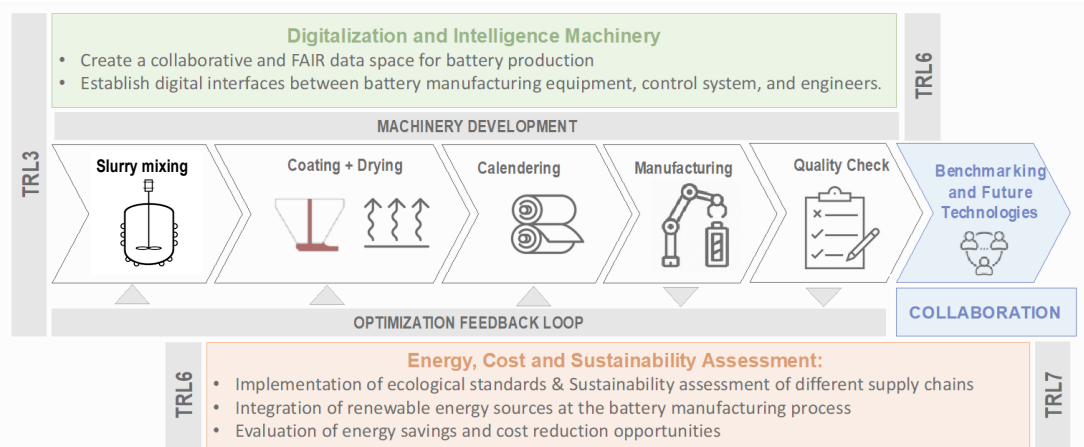 Digitalization and Intelligence Machinery
• Create a collaborative and FAIR data space for battery production
• Establish digital interfaces between battery manufacturing equipment, control system, and engineers.
TRL6
MACHINERY DEVELOPMENT
TRL3
Slurry mixing
Coating + Drying
Calendering
Manufacturing
Quality Check
Benchmarking
and Future
Technologies
OPTIMIZATION FEEDBACK LOOP
COLLABORATION
TRL6
Energy, Cost and Sustainability Assessment:
• Implementation of ecological standards & Sustainability assessment of different supply chains
• Integration of renewable energy sources at the battery manufacturing process
• Evaluation of energy savings and cost reduction opportunities
TRL7